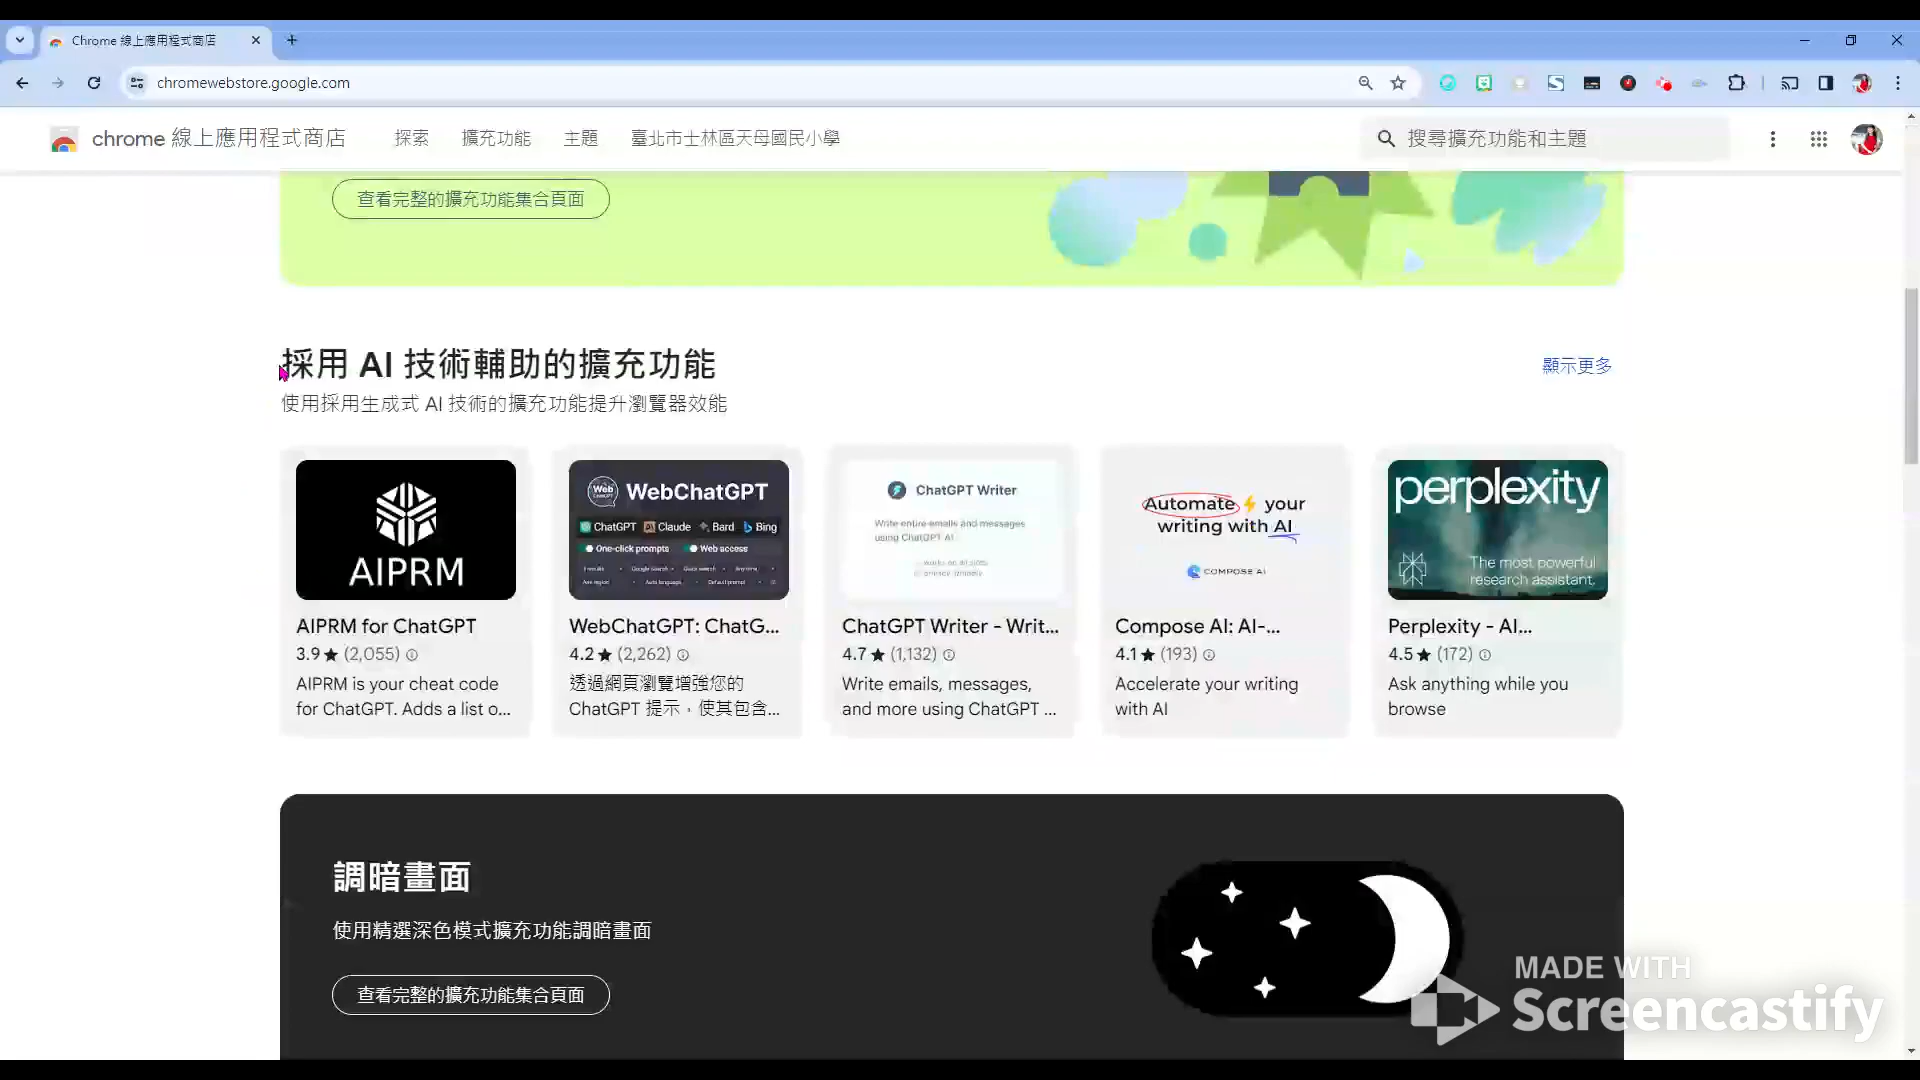 Chrome 線上應用程式商店
chromewebstore.google.com
chrome 線上應用程式商店
探索
擴充功能
主題
臺北市士林區天母國民小學
搜尋擴充功能和主題
查看完整的擴充功能集合頁面
採用 AI 技術輔助的擴充功能
顯示更多
使用採用生成式 AI 技術的擴充功能提升瀏覽器效能
AIPRM
AIPRM for ChatGPT
3.9 ★ (2,055)
AIPRM is your cheat code
for ChatGPT. Adds a list o...
Web
WebChatGPT
ChatGPT Claude Bard Bing
One-click prompts Web access
WebChatGPT: ChatG...
4.2 ★ (2,262)
透過網頁瀏覽增強您的
ChatGPT 提示，使其包含...
ChatGPT Writer
Write entire emails and messages
using ChatGPT AI
ChatGPT Writer - Writ...
4.7 ★ (1,132)
Write emails, messages,
and more using ChatGPT ...
Automate your
writing with AI
COMPOSE AI
Compose AI: AI-...
4.1 ★ (193)
Accelerate your writing
with AI
perplexity
The most powerful
research assistant.
Perplexity - AI...
4.5 ★ (172)
Ask anything while you
browse
調暗畫面
使用精選深色模式擴充功能調暗畫面
查看完整的擴充功能集合頁面
MADE WITH
Screencastify